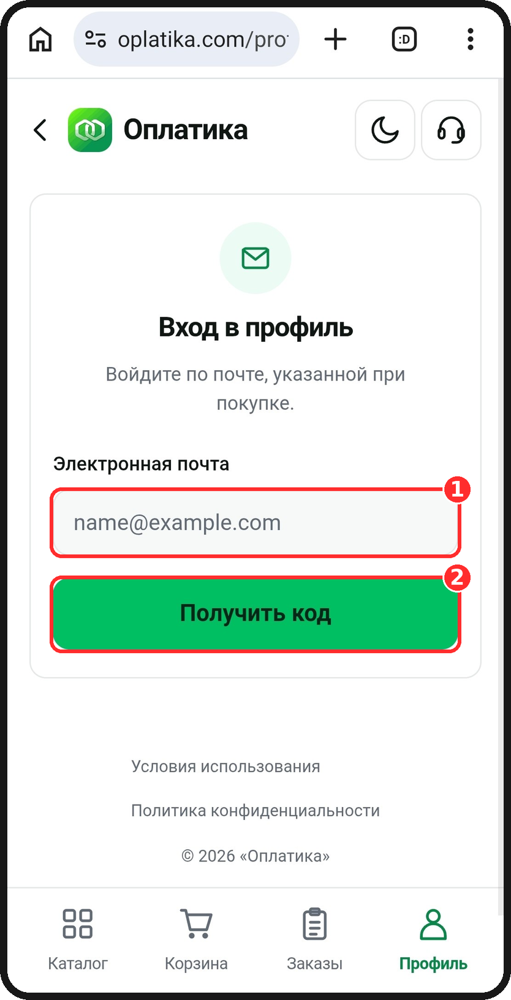 oplatika.com/pro
:D
Оплатика
Вход в профиль
Войдите по почте, указанной при
покупке.
Электронная почта
1
name@example.com
2
Получить код
Условия использования
Политика конфиденциальности
© 2026 «Оплатика»
Каталог
Корзина
Заказы
Профиль